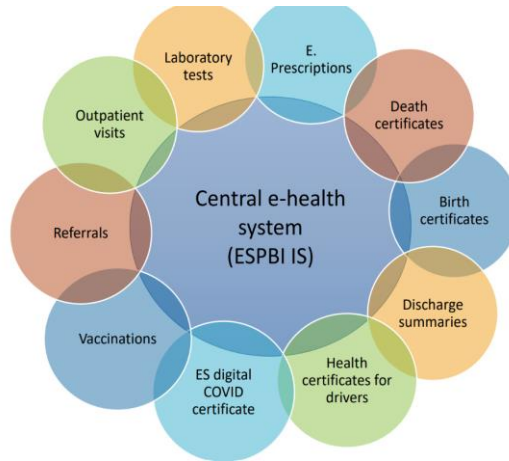 E.
Prescriptions
Laboratory
tests
Death
certificates
Outpatient
visits
Birth
certificates
Central e-health
system
(ESPBI IS)
Referrals
Discharge
summaries
Vaccinations
Health
certificates for
drivers
ES digital
COVID
certificate